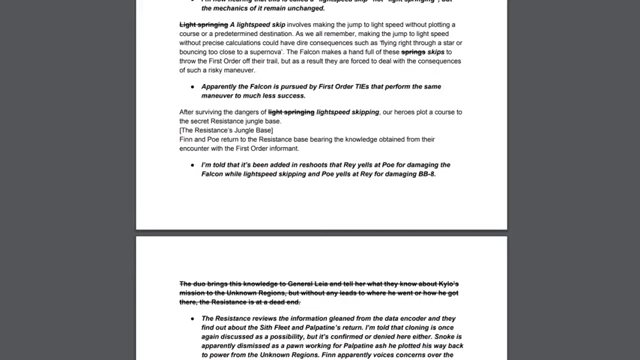 I'm now hearing that this is called a "lightspeed skip" not "light springing", but
the mechanics of it remain unchanged.
Light springing A lightspeed skip involves making the jump to light speed without plotting a
course or a predetermined destination. As we all remember, making the jump to light speed
without precise calculations could have dire consequences such as 'flying right through a star or
bouncing too close to a supernova'. The Falcon makes a hand full of these springs skips to
throw the First Order off their trail, but as a result they are forced to deal with the consequences
of such a risky maneuver.
● Apparently the Falcon is pursued by First Order TIEs that perform the same
maneuver to much less success.
After surviving the dangers of light springing lightspeed skipping, our heroes plot a course to
the secret Resistance jungle base.
[The Resistance's Jungle Base]
Finn and Poe return to the Resistance base bearing the knowledge obtained from their
encounter with the First Order informant.
● I'm told that it's been added in reshoots that Rey yells at Poe for damaging the
Falcon while lightspeed skipping and Poe yells at Rey for damaging BB-8.
The duo brings this knowledge to General Leia and tell her what they know about Kylo's
mission to the Unknown Regions, but without any leads to where he went or how he got
there, the Resistance is at a dead end.
● The Resistance reviews the information gleaned from the data encoder and they
find out about the Sith Fleet and Palpatine's return. I'm told that cloning is once
again discussed as a possibility, but it's confirmed or denied here either. Snoke is
apparently dismissed as a pawn working for Palpatine ash he plotted his way back
to power from the Unknown Regions. Finn apparently voices concerns over the